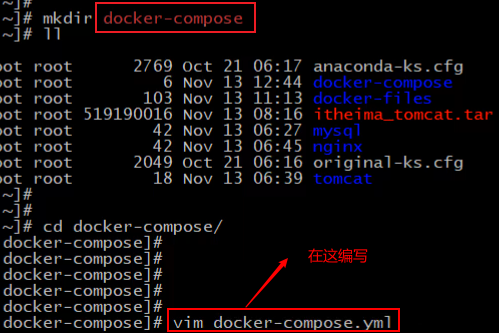 ~]#
~]# mkdir docker-compose
~]# ll
oot root 2769 Oct 21 06:17 anaconda-ks.cfg
oot root 6 Nov 13 12:44 docker-compose
oot root 103 Nov 13 11:13 docker-files
oot root 519190016 Nov 13 08:16 itheima_tomcat.tar
oot root 42 Nov 13 06:27 mysql
oot root 42 Nov 13 06:45 nginx
oot root 2049 Oct 21 06:16 original-ks.cfg
oot root 18 Nov 13 06:39 tomcat
~]#
~]#
~]# cd docker-compose/
docker-compose]#
docker-compose]#
在这编写
docker-compose]#
docker-compose]#
docker-compose]#
docker-compose]# vim docker-compose.yml